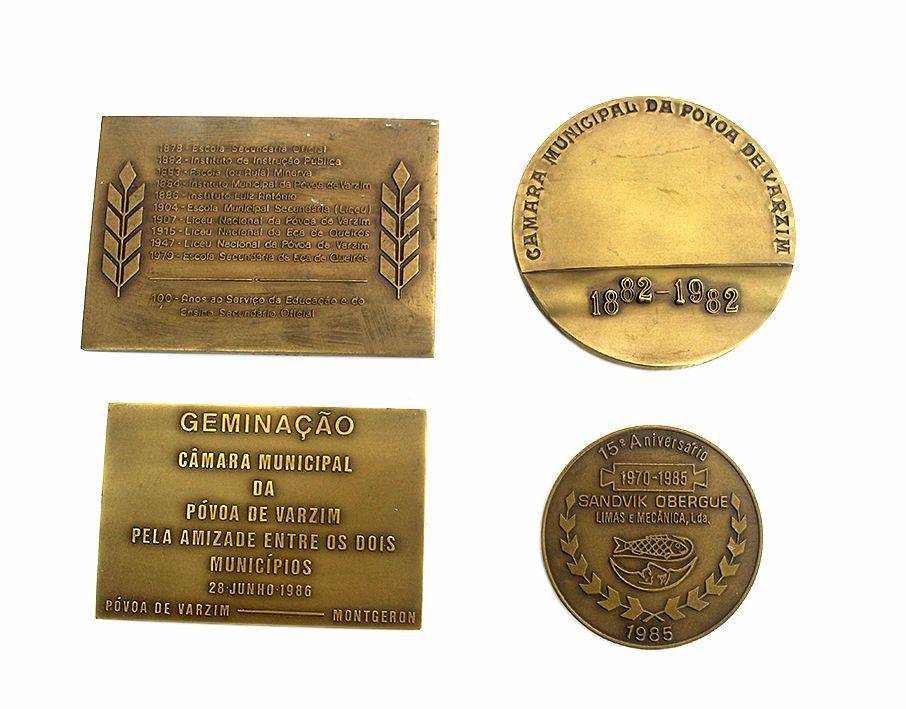 1878 - Escola Secundária Oficial
1882 - Instituto de Instrução Pública
1893 - Escola (ou Aula) Minerva
1894 - Instituto Municipal da Póvoa de Varzim
1886 - Instituto Luiz António
1904 - Escola Municipal Secundária (Liceu)
1907 - Liceu Nacional da Póvoa de Varzim
1915 - Liceu Nacional da Eça de Queirós
1947 - Liceu Nacional da Póvoa de Varzim
1979 - Escola Secundária de Eça de Queirós
100 - Anos ao Serviço da Educação e do
Ensino Secundário Oficial
CAMARA MUNICIPAL DA POVOA DE VARZIM
1882-1982
GEMINAÇÃO
CÂMARA MUNICIPAL
DA
PÓVOA DE VARZIM
PELA AMIZADE ENTRE OS DOIS
MUNICÍPIOS
28·JUNHO·1986
PÓVOA DE VARZIM MONTGERON
15º Aniversário
1970-1985
SANDVIK OBERGUE
LIMAS e MECÂNICA, Lda.
1985